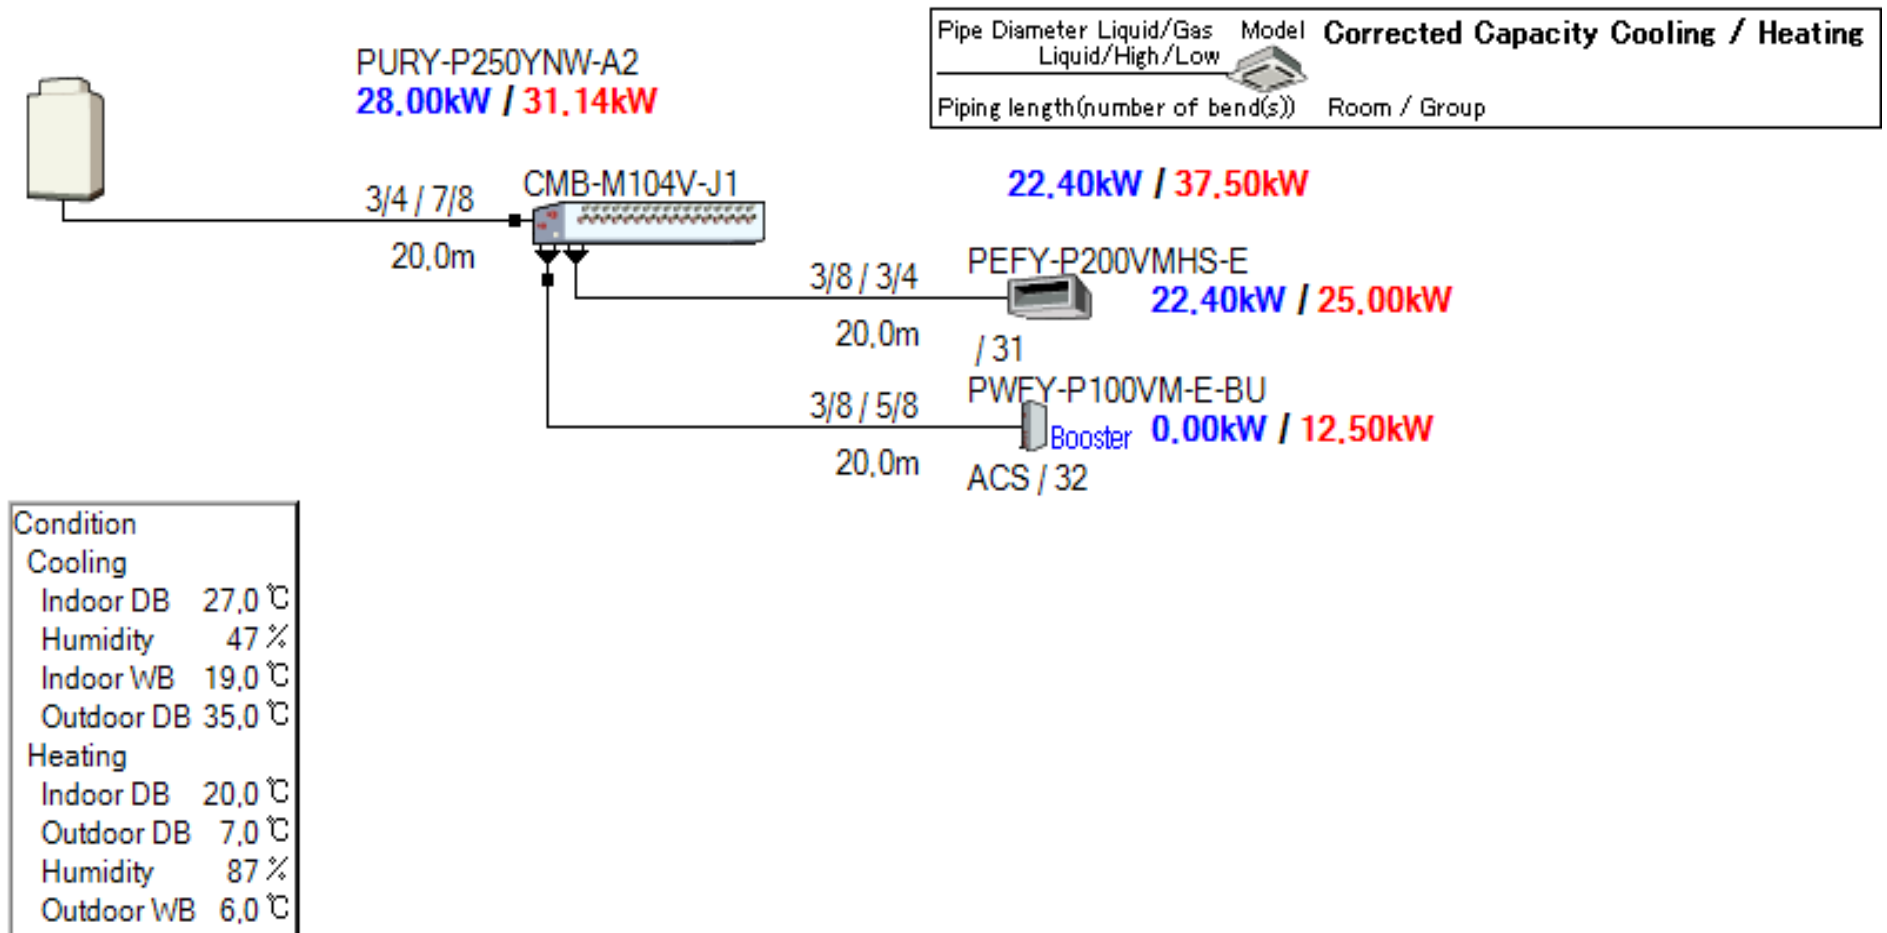 Pipe Diameter Liquid/Gas Model Corrected Capacity Cooling / Heating
Liquid/High/Low
Piping length(number of bend(s)) Room / Group
PURY-P250YNW-A2
28,00kW / 31,14kW
3/4 / 7/8
20,0m
CMB-M104V-J1
22,40kW / 37,50kW
3/8 / 3/4
20,0m
PEFY-P200VMHS-E
22,40kW / 25,00kW
/ 31
3/8 / 5/8
20,0m
PWFY-P100VM-E-BU
Booster 0,00kW / 12,50kW
ACS / 32
Condition
Cooling
Indoor DB 27,0 ℃
Humidity 47 %
Indoor WB 19,0 ℃
Outdoor DB 35,0 ℃
Heating
Indoor DB 20,0 ℃
Outdoor DB 7,0 ℃
Humidity 87 %
Outdoor WB 6,0 ℃